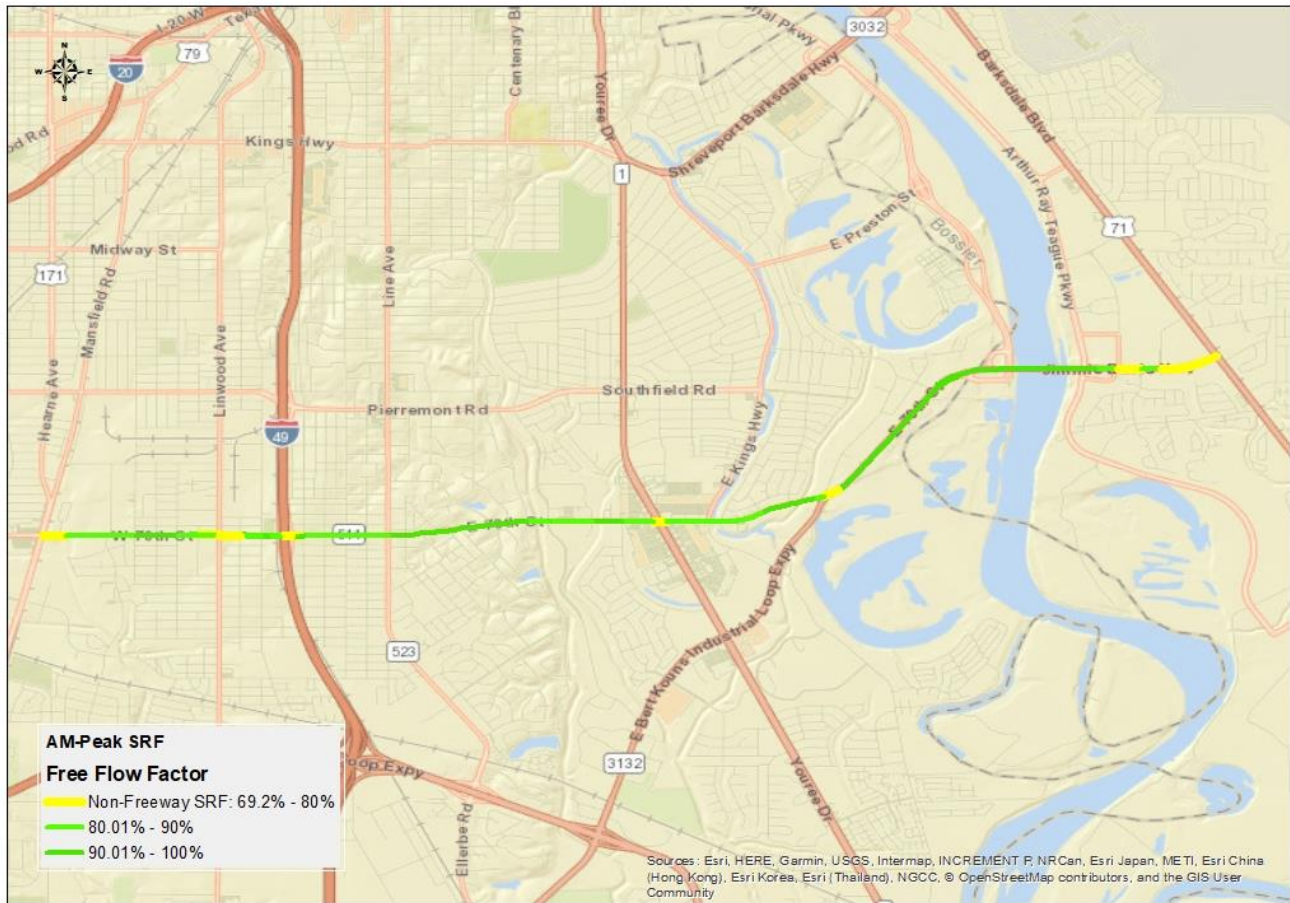 I-20 W
79
20
N
W
E
S
Centenary Bl
Youree Dr
3032
Shreveport Barksdale Hwy
Barksdale Blvd
Kings Hwy
1
Arthur Ray Teague Pkwy
71
E Preston St
Bossier
Midway St
171
Mansfield Rd
Line Ave
Linwood Ave
Hearne Ave
Southfield Rd
Pierremont Rd
49
E Kings Hwy
E 70th St
W 70th St
511
E 70th St
E Bert Kouns Industrial Loop Expy
523
3132
Youree Dr
oop Expy
Ellerbe Rd
AM-Peak SRF
Free Flow Factor
Non-Freeway SRF: 69.2% - 80%
80.01% - 90%
90.01% - 100%
Sources: Esri, HERE, Garmin, USGS, Intermap, INCREMENT P, NRCan, Esri Japan, METI, Esri China
(Hong Kong), Esri Korea, Esri (Thailand), NGCC, © OpenStreetMap contributors, and the GIS User
Community